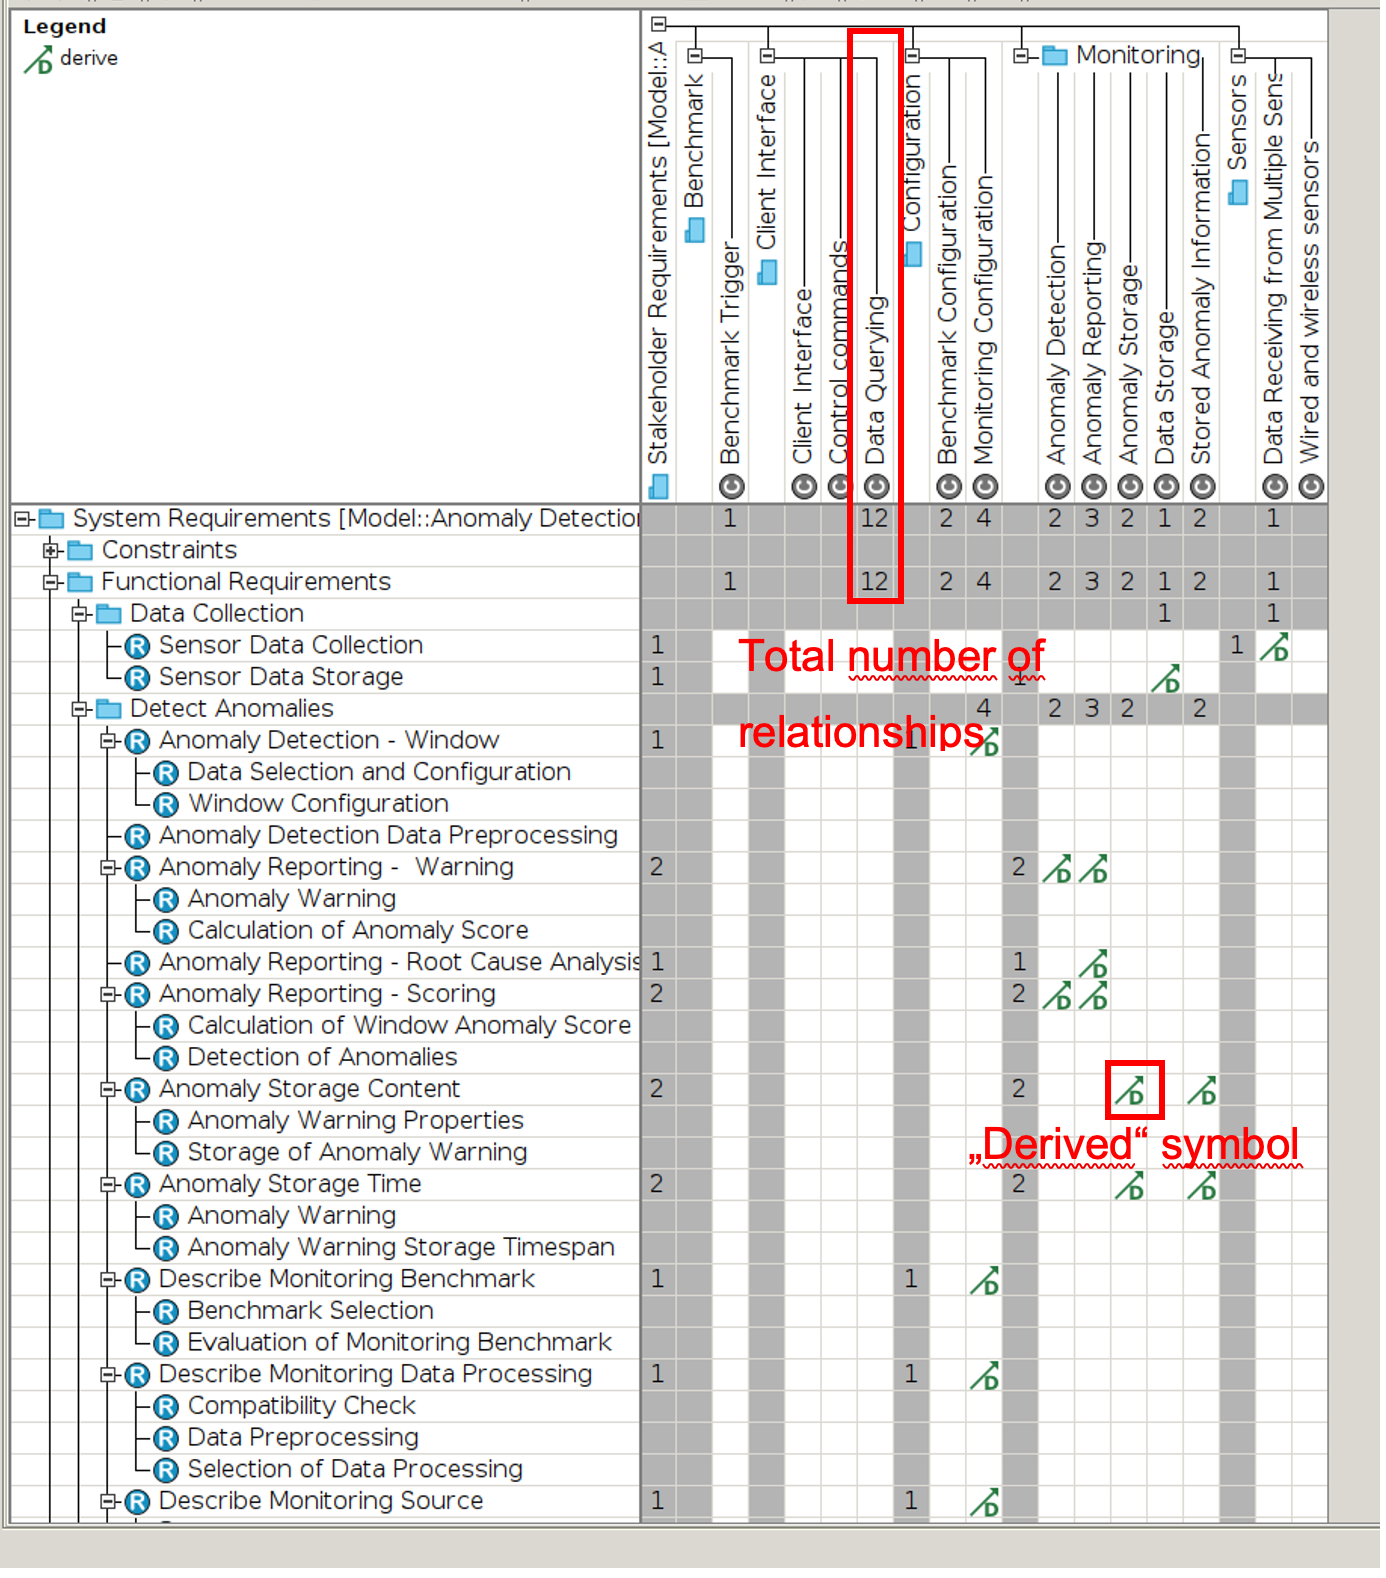 Legend
derive
Stakeholder Requirements [Model::A
Benchmark
Benchmark Trigger
Client Interface
Client Interface
Control commands
Data Querying
Configuration
Benchmark Configuration
Monitoring Configuration
Monitoring
Anomaly Detection
Anomaly Reporting
Anomaly Storage
Data Storage
Stored Anomaly Information
Sensors
Data Receiving from Multiple Sens
Wired and wireless sensors
System Requirements [Model::Anomaly Detectio 1 12 2 4 2 3 2 1 2 1
Constraints
Functional Requirements 1 12 2 4 2 3 2 1 2 1
Data Collection 1 1
Sensor Data Collection 1 1
Total number of
Sensor Data Storage 1 1
Detect Anomalies 4 2 3 2 2
relationships
Anomaly Detection - Window 1 1
Data Selection and Configuration
Window Configuration
Anomaly Detection Data Preprocessing
Anomaly Reporting - Warning 2 2
Anomaly Warning
Calculation of Anomaly Score
Anomaly Reporting - Root Cause Analysis 1 1
Anomaly Reporting - Scoring 2 2
Calculation of Window Anomaly Score
Detection of Anomalies
Anomaly Storage Content 2 2
Anomaly Warning Properties
„Derived“ symbol
Storage of Anomaly Warning
Anomaly Storage Time 2 2
Anomaly Warning
Anomaly Warning Storage Timespan
Describe Monitoring Benchmark 1 1
Benchmark Selection
Evaluation of Monitoring Benchmark
Describe Monitoring Data Processing 1 1
Compatibility Check
Data Preprocessing
Selection of Data Processing
Describe Monitoring Source 1 1